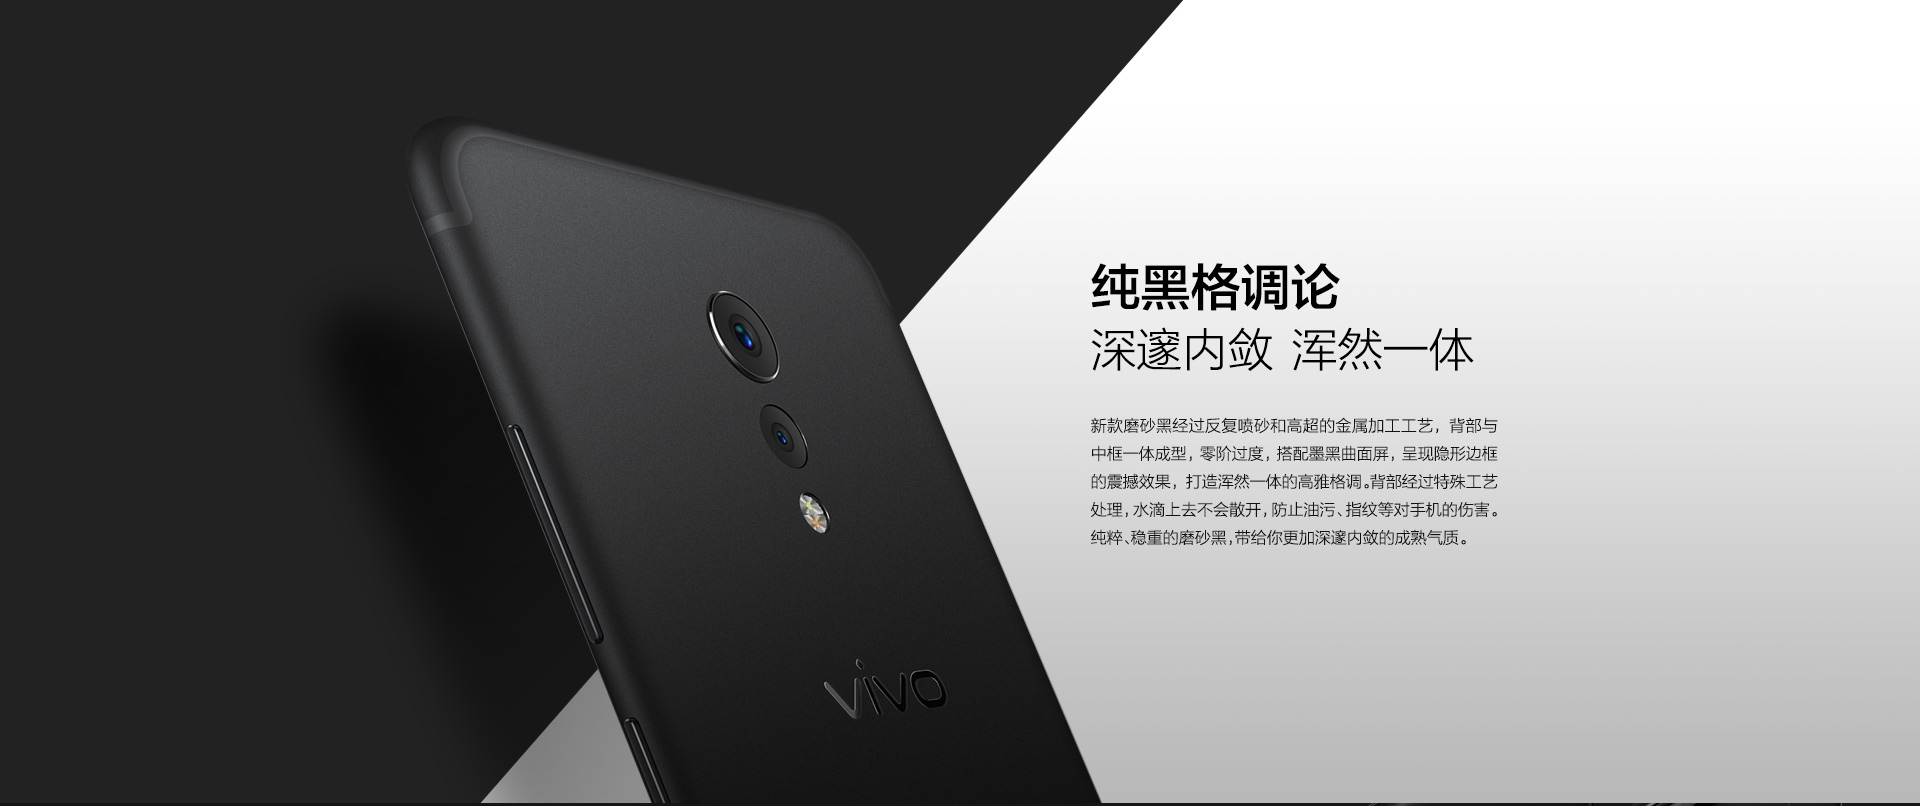 纯黑格调论
深邃内敛 浑然一体
新款磨砂黑经过反复喷砂和高超的金属加工工艺，背部与
中框一体成型，零阶过度，搭配墨黑曲面屏，呈现隐形边框
的震撼效果，打造浑然一体的高雅格调。背部经过特殊工艺
处理，水滴上去不会散开，防止油污、指纹等对手机的伤害。
纯粹、稳重的磨砂黑，带给你更加深邃内敛的成熟气质。
vivo